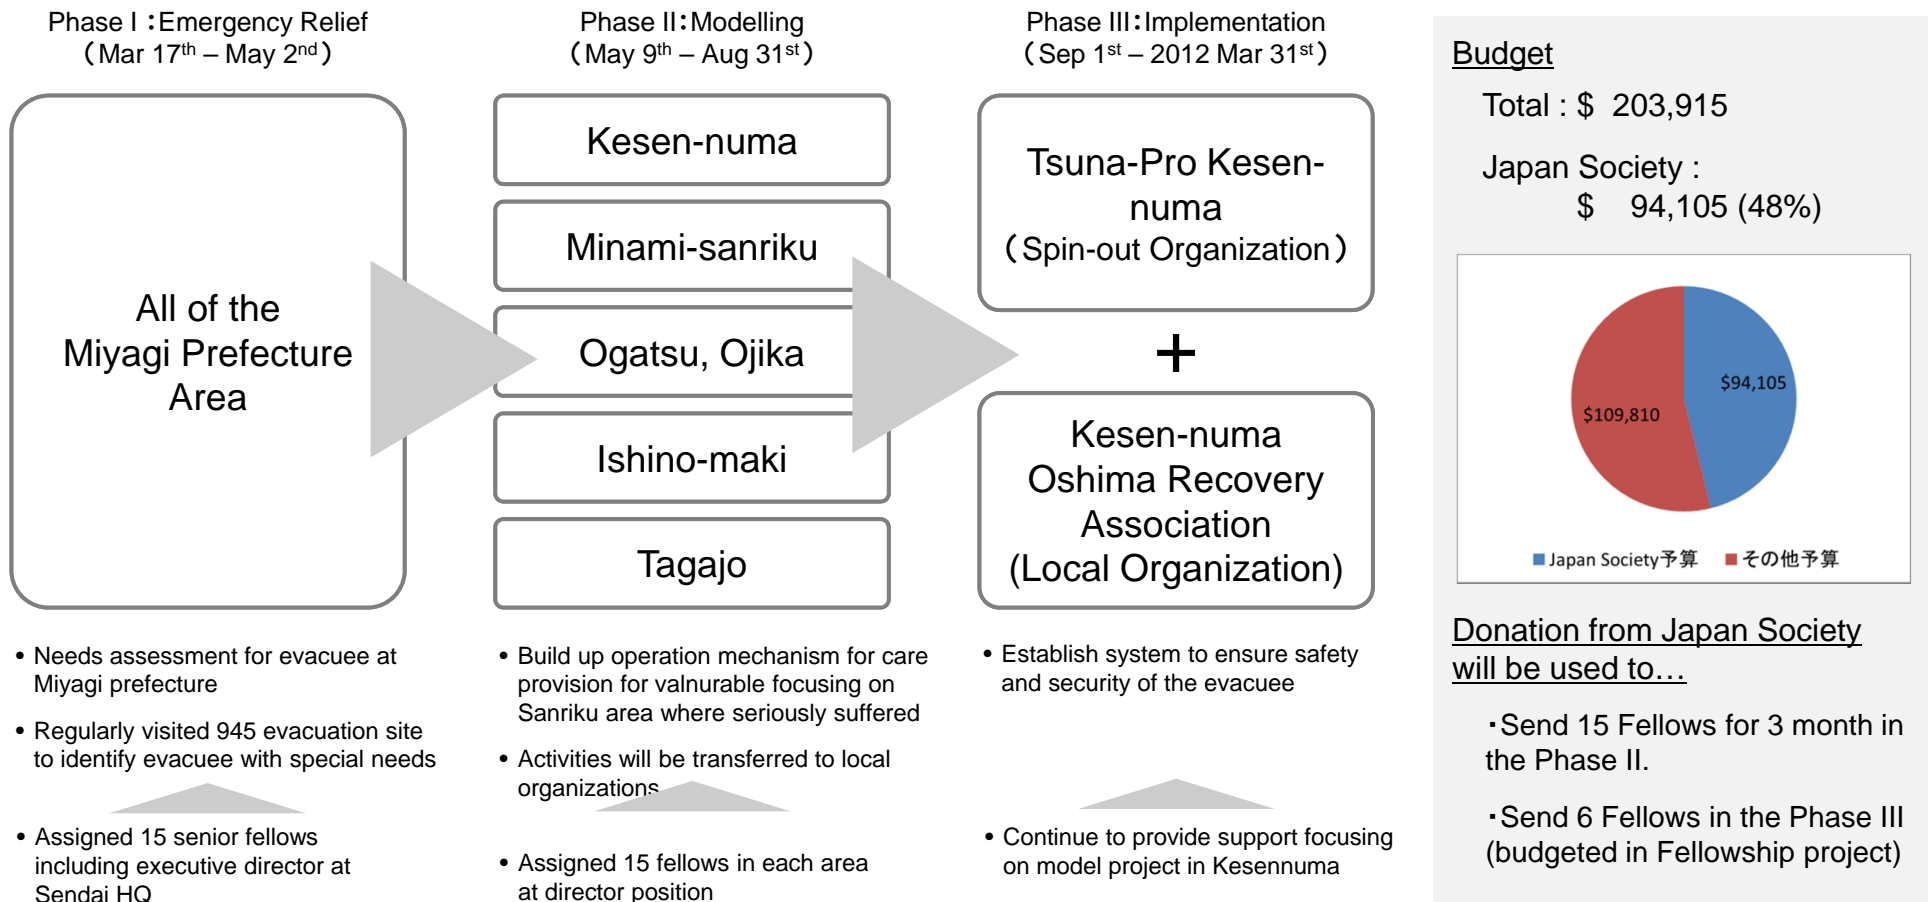 Phase I：Emergency Relief
（Mar 17th – May 2nd）
All of the
Miyagi Prefecture
Area
• Needs assessment for evacuee at
Miyagi prefecture
• Regularly visited 945 evacuation site
to identify evacuee with special needs
• Assigned 15 senior fellows
including executive director at
Sendai HQ
Phase II：Modelling
（May 9th – Aug 31st）
Kesen-numa
Minami-sanriku
Ogatsu, Ojika
Ishino-maki
Tagajo
• Build up operation mechanism for care
provision for valnurable focusing on
Sanriku area where seriously suffered
• Activities will be transferred to local
organizations
• Assigned 15 fellows in each area
at director position
Phase III：Implementation
（Sep 1st – 2012 Mar 31st）
Tsuna-Pro Kesen-
numa
（Spin-out Organization）
+
Kesen-numa
Oshima Recovery
Association
(Local Organization)
• Establish system to ensure safety
and security of the evacuee
• Continue to provide support focusing
on model project in Kesennuma
Budget
Total : $ 203,915
Japan Society :
$ 94,105 (48%)
$94,105
$109,810
Japan Society予算 その他予算
Donation from Japan Society
will be used to…
・Send 15 Fellows for 3 month in
the Phase II.
・Send 6 Fellows in the Phase III
(budgeted in Fellowship project)